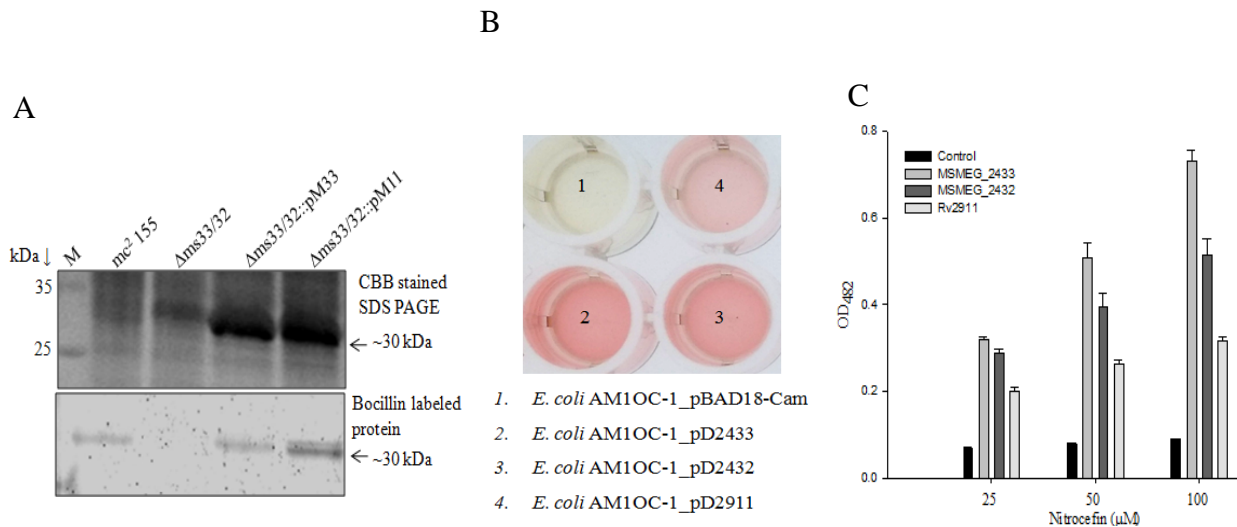 A
kDa ↓
M
mc² 155
Δms33/32
Δms33/32::pM33
Δms33/32::pM11
35
25
CBB stained
SDS PAGE
← ~30 kDa
Bocillin labeled
protein
← ~30 kDa
B
1
4
2
3
1. E. coli AM1OC-1_pBAD18-Cam
2. E. coli AM1OC-1_pD2433
3. E. coli AM1OC-1_pD2432
4. E. coli AM1OC-1_pD2911
C
0.8
0.6
0.4
0.2
0.0
OD482
Control
MSMEG_2433
MSMEG_2432
Rv2911
25
50
100
Nitrocefin (µM)